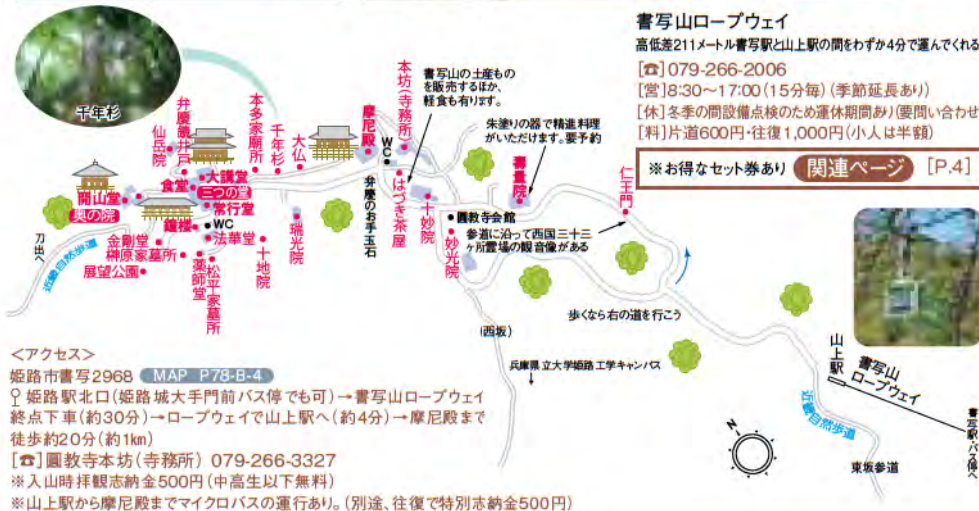 書写山ロープウェイ
高低差211メートル書写駅と山上駅の間をわずか4分で運んでくれる
[☎]079-266-2006
[営]8:30～17:00(15分毎)(季節延長あり)
[休]冬季の間設備点検のため運休期間あり(要問い合わせ
[料]片道600円・往復1,000円(小人は半額)
※お得なセット券あり 関連ページ [P.4]
千年杉
仙岳院
弁慶鏡井戸
本多家廟所
千年杉
大仏
摩尼殿
本坊(寺務所)
WC
書写山の土産もの
を販売するほか、
軽食も有ります。
朱塗りの器で精進料理
がいただけます。要予約
食堂
大講堂
三つの堂
常行堂
開山堂
奥の院
鐘楼
WC
法華堂
金剛堂
榊原家墓所
展望公園
薬師堂
松平家墓所
十地院
瑞光院
弁慶のお手玉石
はづき茶屋
十妙院
圓教寺会館
妙光院
壽量院
仁王門
参道に沿って西国三十三
ヶ所霊場の観音像がある
刀出へ
近畿自然歩道
歩くなら右の道を行こう
(西坂)
兵庫県立大学姫路工学キャンパス
山上駅
書写山
ロープウェイ
近畿自然歩道
東坂参道
書写駅・バス停へ
N
<アクセス>
姫路市書写2968 MAP P78-B-4
姫路駅北口(姫路城大手門前バス停でも可)→書写山ロープウェイ
終点下車(約30分)→ロープウェイで山上駅へ(約4分)→摩尼殿まで
徒歩約20分(約1km)
[☎]圓教寺本坊(寺務所) 079-266-3327
※入山時拝観志納金500円(中高生以下無料)
※山上駅から摩尼殿までマイクロバスの運行あり。(別途、往復で特別志納金500円)